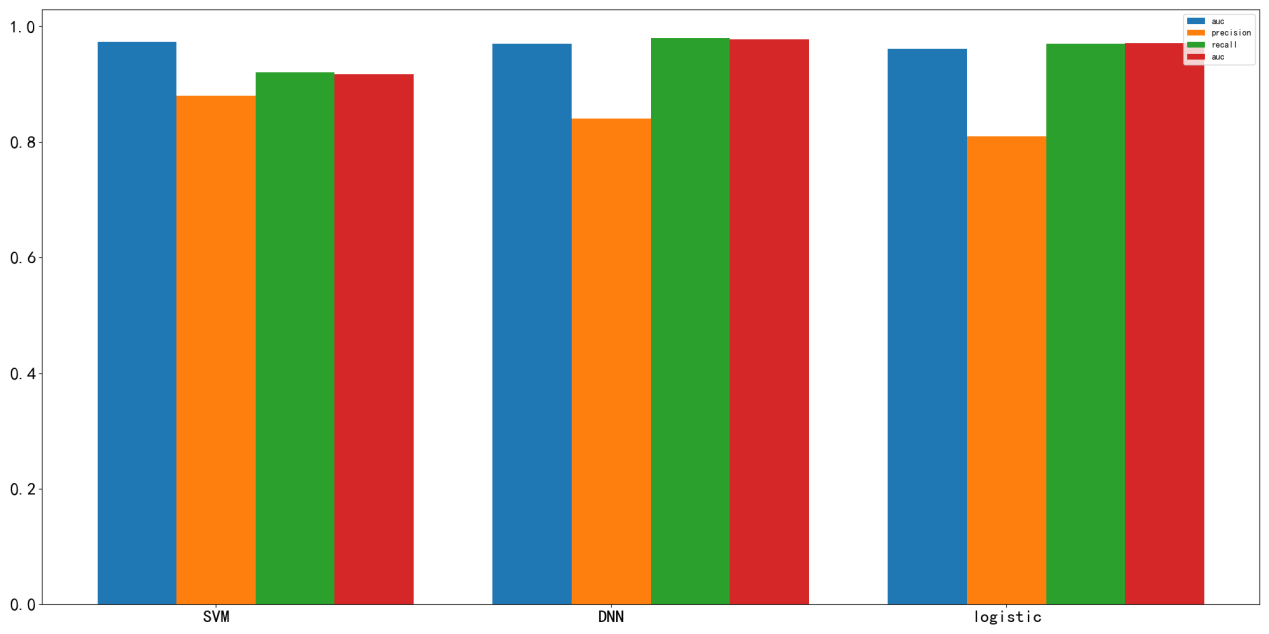 1.0
0.8
0.6
0.4
0.2
0.0
auc
precision
recall
auc
SVM
DNN
logistic